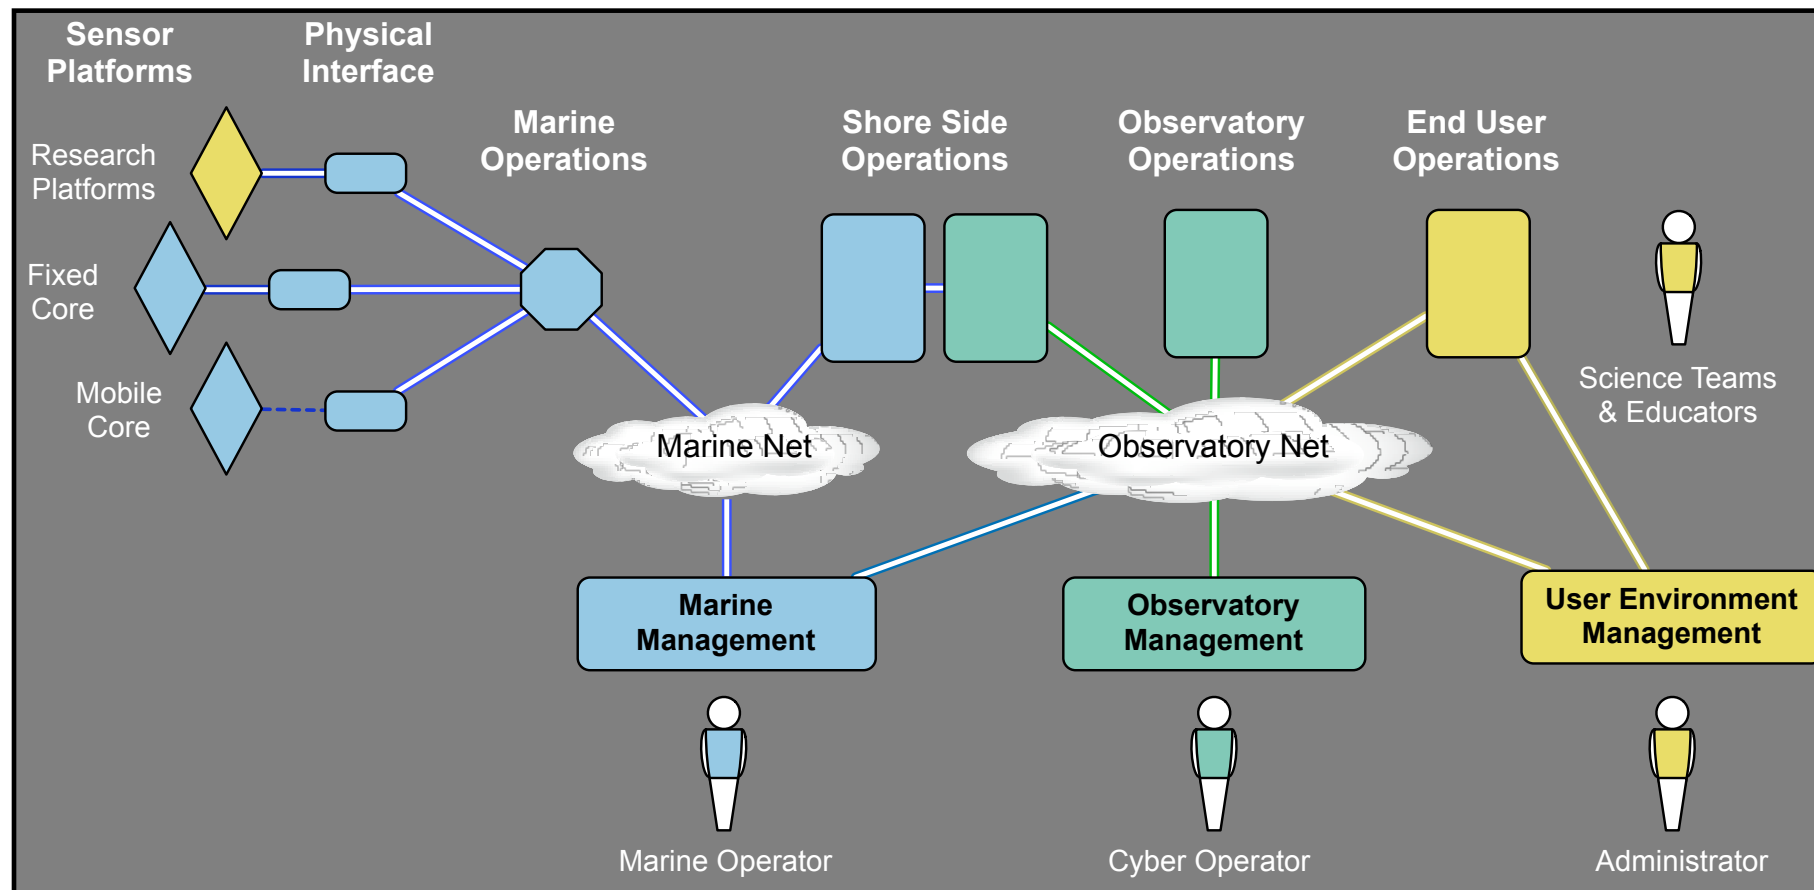 Sensor
Platforms
Physical
Interface
Marine
Operations
Shore Side
Operations
Observatory
Operations
End User
Operations
Research
Platforms
Fixed
Core
Mobile
Core
Science Teams
& Educators
Marine Net
Observatory Net
Marine
Management
Observatory
Management
User Environment
Management
Marine Operator
Cyber Operator
Administrator